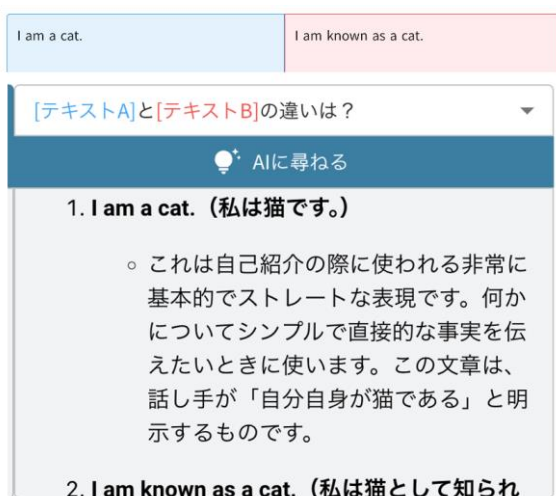 I am a cat.
I am known as a cat.
[テキストA]と[テキストB]の違いは？
AIに尋ねる
1. I am a cat.（私は猫です。）
これは自己紹介の際に使われる非常に
基本的でストレートな表現です。何か
についてシンプルで直接的な事実を伝
えたいときに使います。この文章は、
話し手が「自分自身が猫である」と明
示するものです。
2. I am known as a cat.（私は猫として知られ